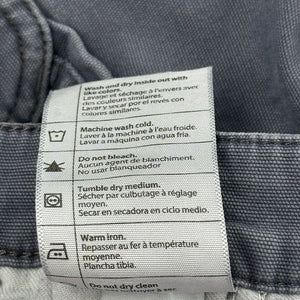 Wash and dry inside out with
like colors.
Lavage et séchage à l'envers avec
des couleurs similaires.
Lavar y secar por el revés con
colores similares.
Machine wash cold.
Laver à la machine à l'eau froide.
Lavar a máquina con agua fría.
Do not bleach.
Aucun agent de blanchiment.
No usar blanqueador
Tumble dry medium.
Sécher par culbutage à réglage
moyen.
Secar en secadora en ciclo medio.
Warm iron.
Repasser au fer à température
moyenne.
Plancha tibia.
Do not dry clean
nettoyer à sec